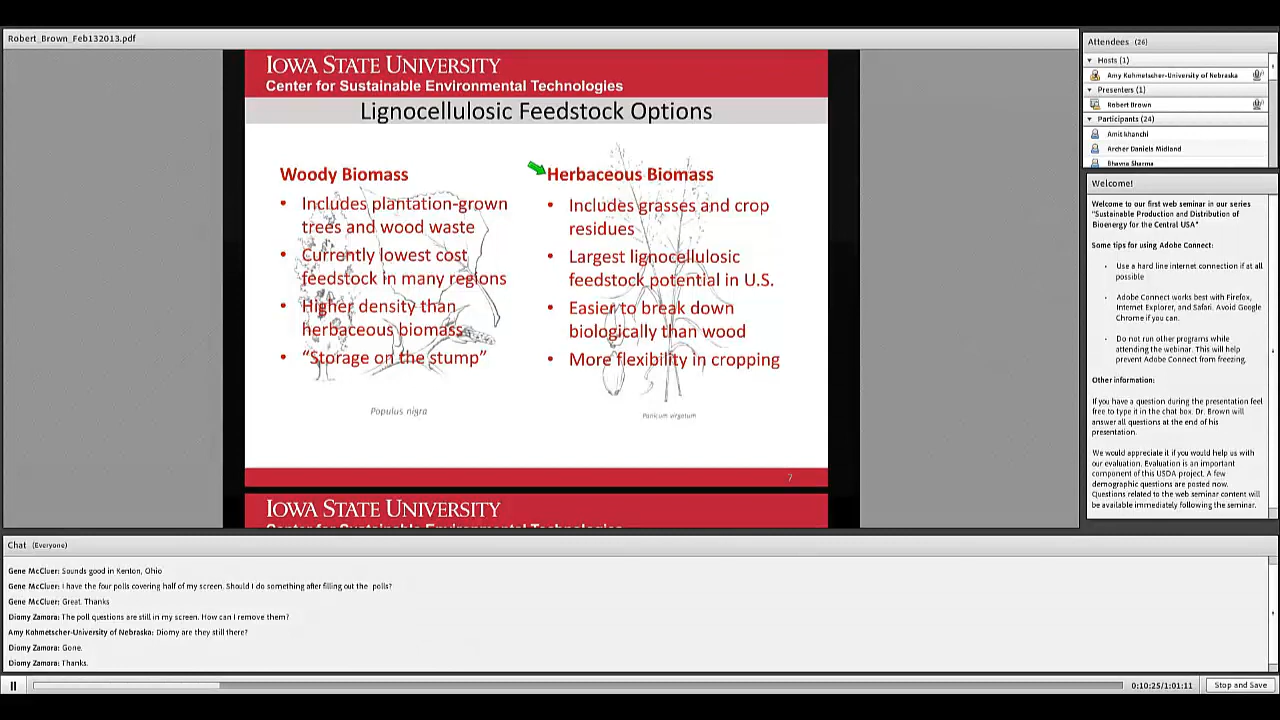 Robert_Brown_Feb132013.pdf
IOWA STATE UNIVERSITY
Center for Sustainable Environmental Technologies
Lignocellulosic Feedstock Options
Woody Biomass
• Includes plantation-grown
trees and wood waste
• Currently lowest cost
feedstock in many regions
• Higher density than
herbaceous biomass
• “Storage on the stump”
Populus nigra
Herbaceous Biomass
• Includes grasses and crop
residues
• Largest lignocellulosic
feedstock potential in U.S.
• Easier to break down
biologically than wood
• More flexibility in cropping
Panicum virgatum
7
IOWA STATE UNIVERSITY
Center for Sustainable Environmental Technologies
Attendees (26)
Hosts (1)
Amy Kohmetscher-University of Nebraska
Presenters (1)
Robert Brown
Participants (24)
Amit khanchi
Archer Daniels Midland
Bhavna Sharma
Welcome!
Welcome to our first web seminar in our series
"Sustainable Production and Distribution of
Bioenergy for the Central USA"
Some tips for using Adobe Connect:
• Use a hard line internet connection if at all
possible
• Adobe Connect works best with Firefox,
Internet Explorer, and Safari. Avoid Google
Chrome if you can.
• Do not run other programs while
attending the webinar. This will help
prevent Adobe Connect from freezing.
Other information:
If you have a question during the presentation feel
free to type it in the chat box. Dr. Brown will
answer all questions at the end of his
presentation.
We would appreciate it if you would help us with
our evaluation. Evaluation is an important
component of this USDA project. A few
demographic questions are posted now.
Questions related to the web seminar content will
be available immediately following the seminar.
Chat (Everyone)
Gene McCluer: Sounds good in Kenton, Ohio
Gene McCluer: I have the four polls covering half of my screen. Should I do something after filling out the polls?
Gene McCluer: Great. Thanks
Diomy Zamora: The poll questions are still in my screen. How can I remove them?
Amy Kohmetscher-University of Nebraska: Diomy are they still there?
Diomy Zamora: Gone.
Diomy Zamora: Thanks.
0:10:25/1:01:11
Stop and Save